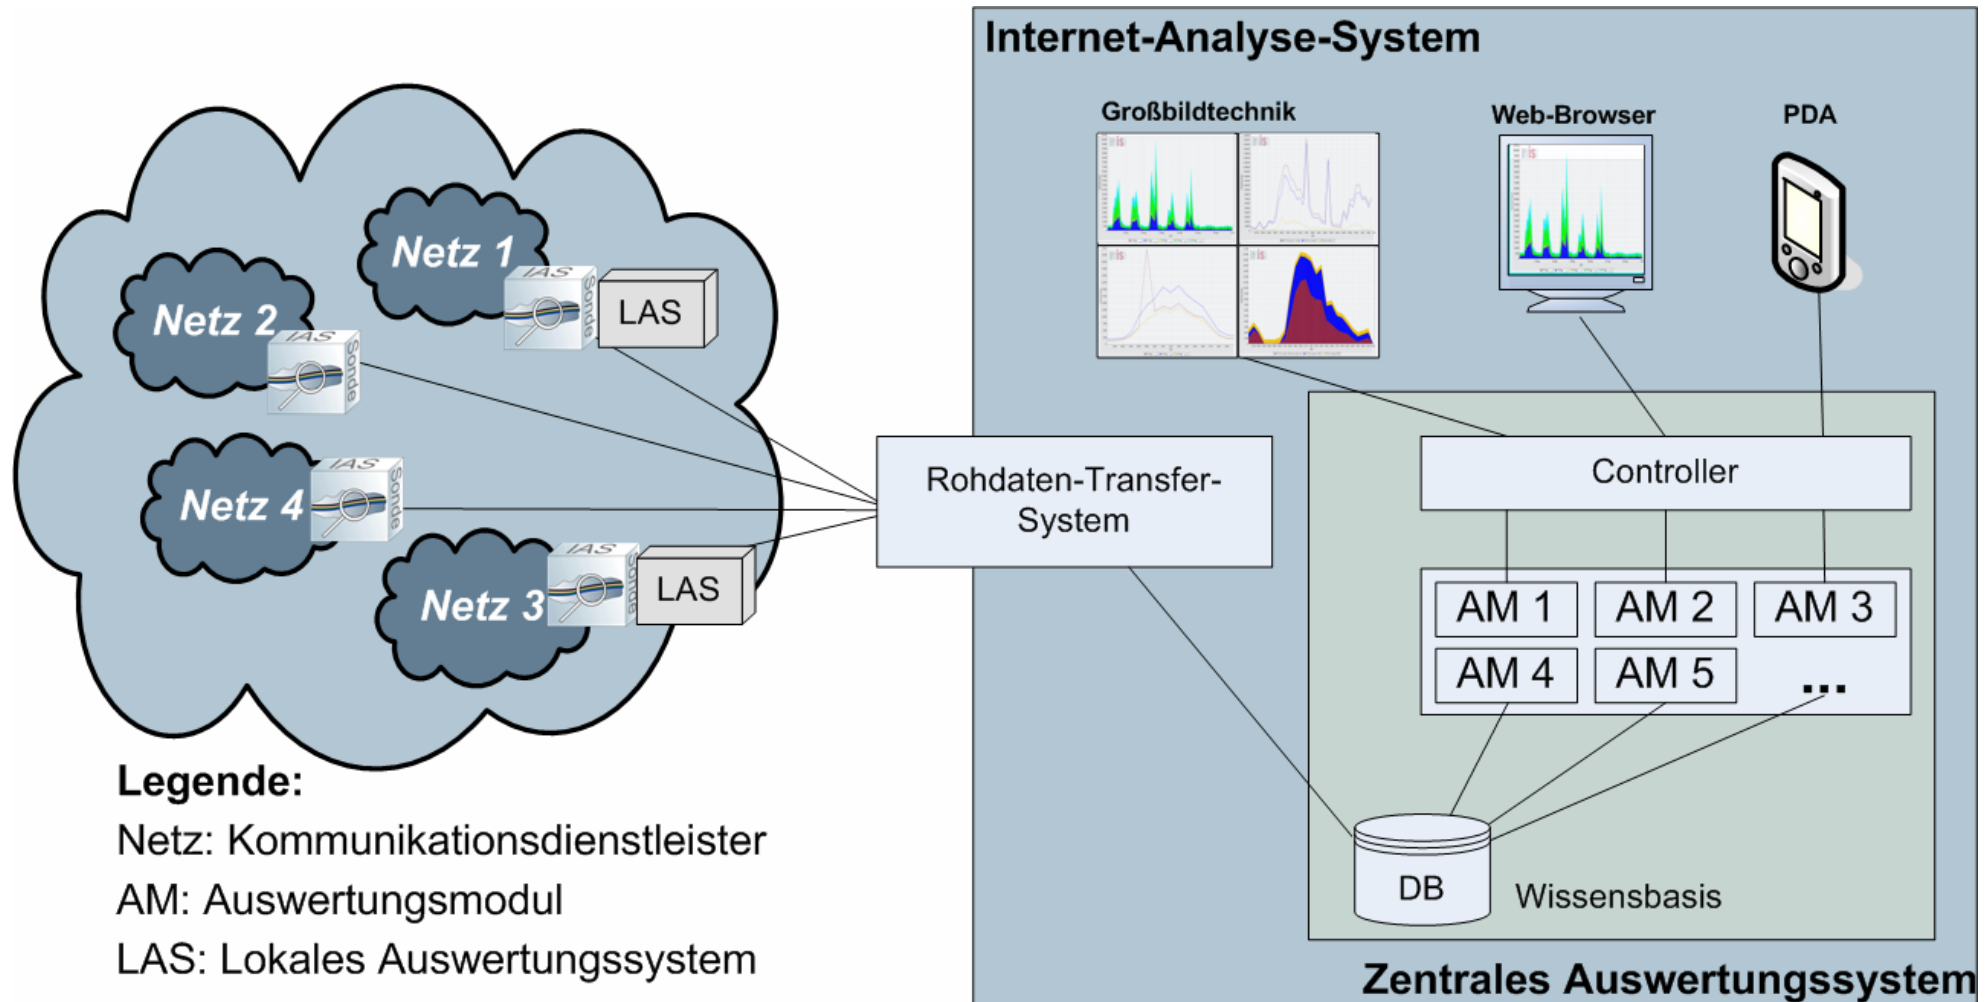 Internet-Analyse-System
Großbildtechnik
Web-Browser
PDA
Netz 1
IAS
Sonde
LAS
Netz 2
IAS
Sonde
Netz 4
IAS
Sonde
Netz 3
IAS
Sonde
LAS
Rohdaten-Transfer-
System
Controller
AM 1
AM 2
AM 3
AM 4
AM 5
...
DB
Wissensbasis
Zentrales Auswertungssystem
Legende:
Netz: Kommunikationsdienstleister
AM: Auswertungsmodul
LAS: Lokales Auswertungssystem